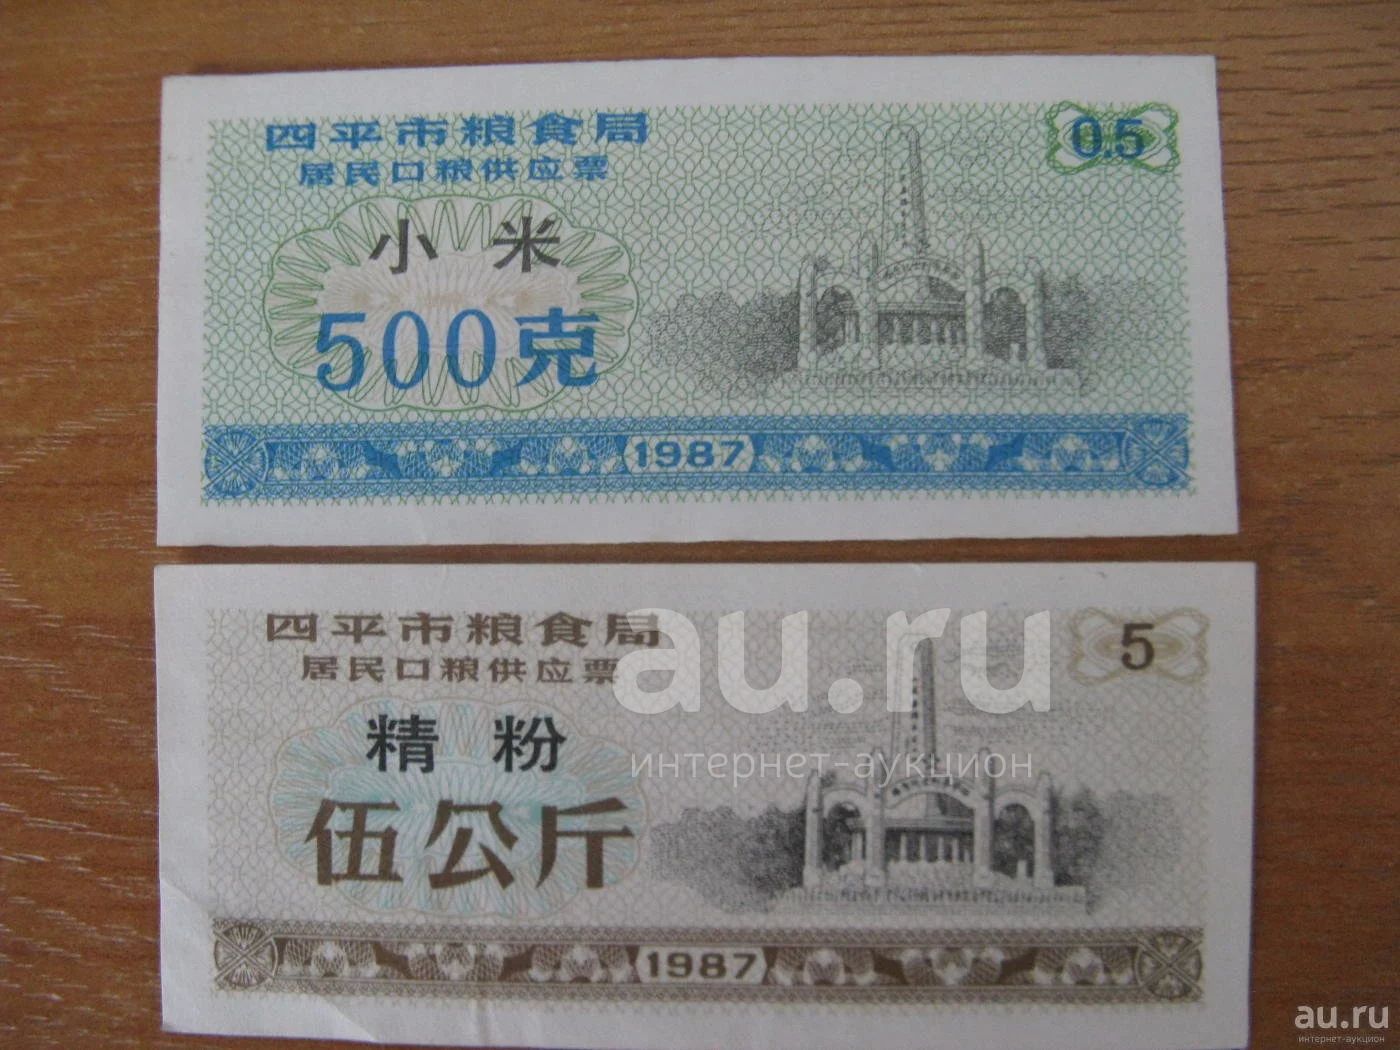 四平市粮食局
居民口粮供应票
0.5
小米
500克
1987
四平市粮食局
居民口粮供应票
5
精粉
伍公斤
1987
au.ru
интернет-аукцион
au.ru
интернет-аукцион